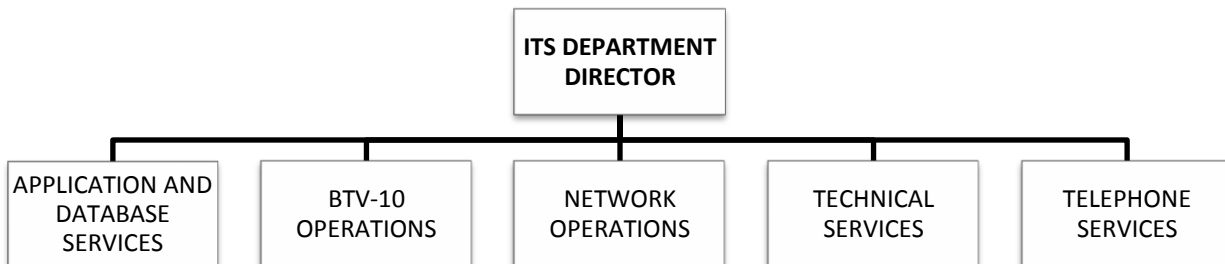 ITS DEPARTMENT
DIRECTOR
APPLICATION AND
DATABASE
SERVICES
BTV-10
OPERATIONS
NETWORK
OPERATIONS
TECHNICAL
SERVICES
TELEPHONE
SERVICES